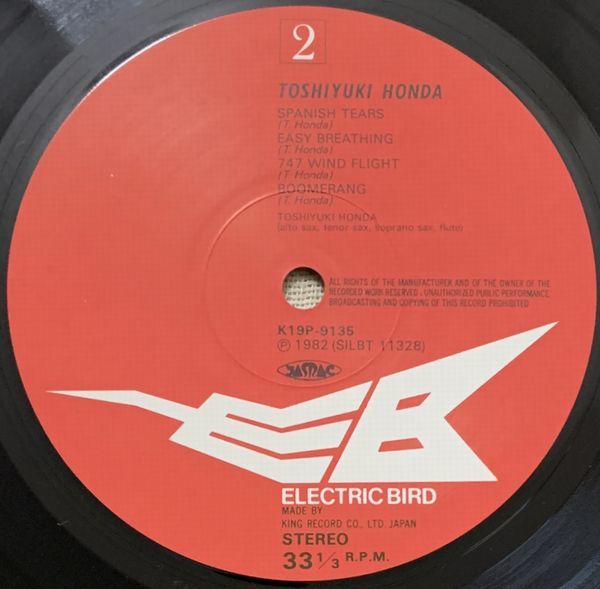 2
TOSHIYUKI HONDA
SPANISH TEARS
(T. Honda)
EASY BREATHING
(T. Honda)
747 WIND FLIGHT
(T. Honda)
BOOMERANG
(T. Honda)
TOSHIYUKI HONDA
(alto sax, tenor sax, soprano sax, flute)
ALL RIGHTS OF THE MANUFACTURER AND OF THE OWNER OF THE
RECORDED WORK RESERVED. UNAUTHORIZED PUBLIC PERFORMANCE
BROADCASTING AND COPYING OF THIS RECORD PROHIBITED
K19P-9135
Ⓟ 1982 (SILBT 11328)
JASRAC
EB
ELECTRIC BIRD
MADE BY
KING RECORD CO., LTD. JAPAN
STEREO
33 1/3 R.P.M.